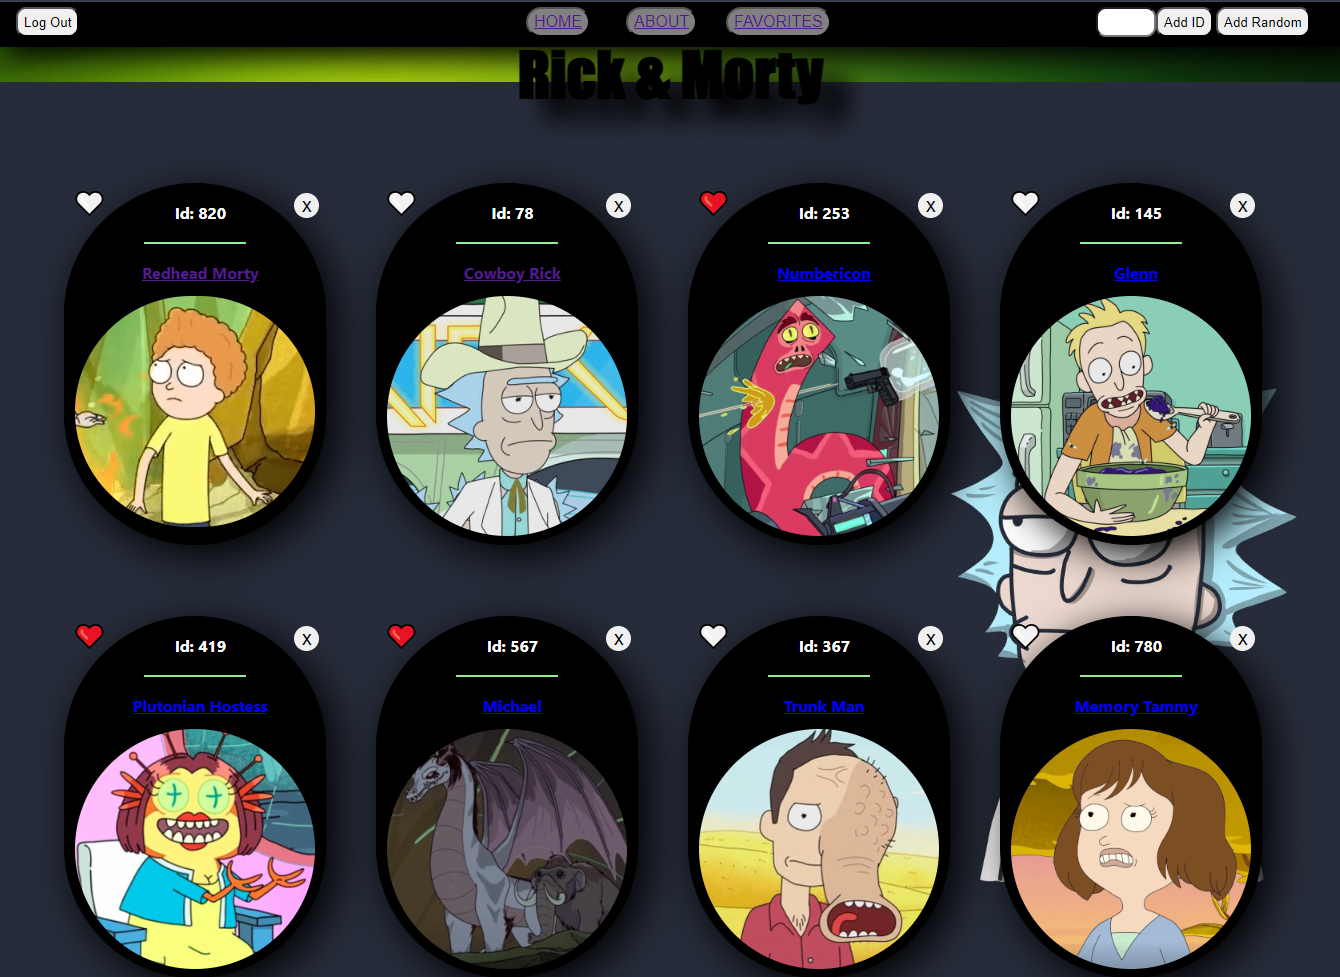 Log Out
HOME
ABOUT
FAVORITES
Add ID
Add Random
Rick & Morty
X
Id: 820
Redhead Morty
X
Id: 78
Cowboy Rick
X
Id: 253
Numbericon
X
Id: 145
Glenn
X
Id: 419
Plutonian Hostess
X
Id: 567
Michael
X
Id: 367
Trunk Man
X
Id: 780
Memory Tammy